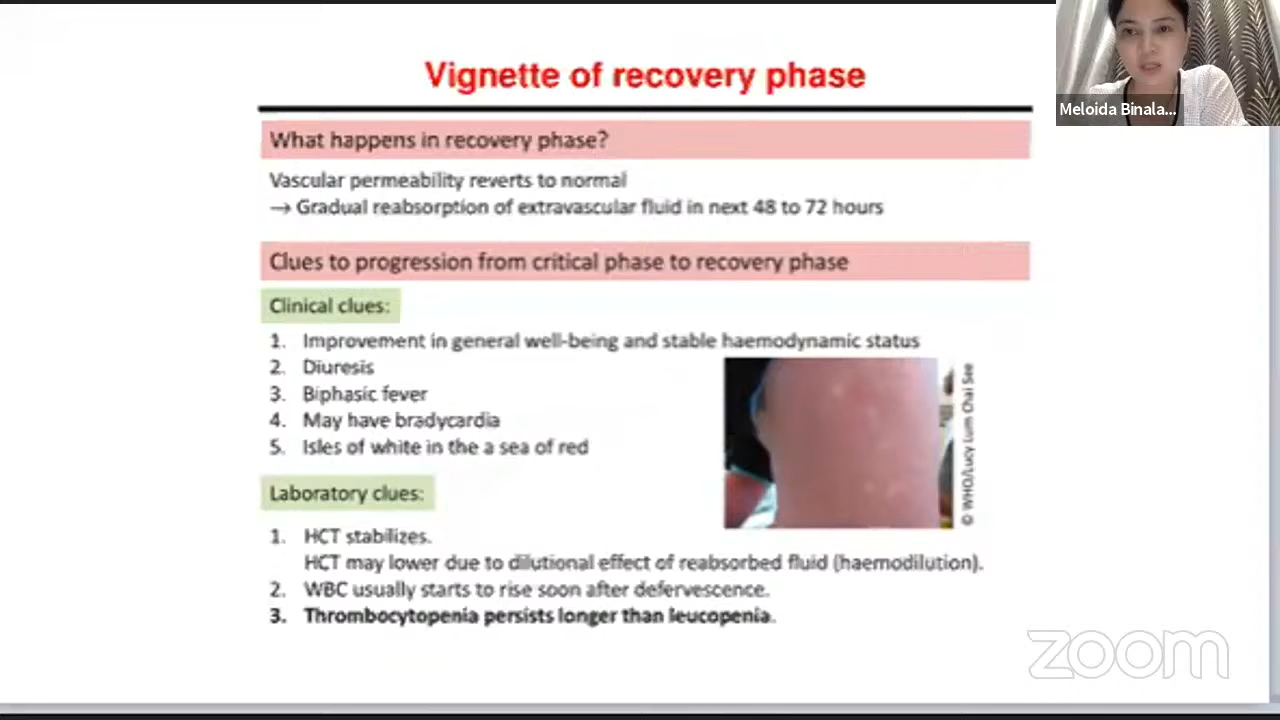 Vignette of recovery phase
Meloida Binala...
What happens in recovery phase?
Vascular permeability reverts to normal
→ Gradual reabsorption of extravascular fluid in next 48 to 72 hours
Clues to progression from critical phase to recovery phase
Clinical clues:
1. Improvement in general well-being and stable haemodynamic status
2. Diuresis
3. Biphasic fever
4. May have bradycardia
5. Isles of white in the a sea of red
© WHO/Lucy Lum Chai See
Laboratory clues:
1. HCT stabilizes.
HCT may lower due to dilutional effect of reabsorbed fluid (haemodilution).
2. WBC usually starts to rise soon after defervescence.
3. Thrombocytopenia persists longer than leucopenia.
zoom